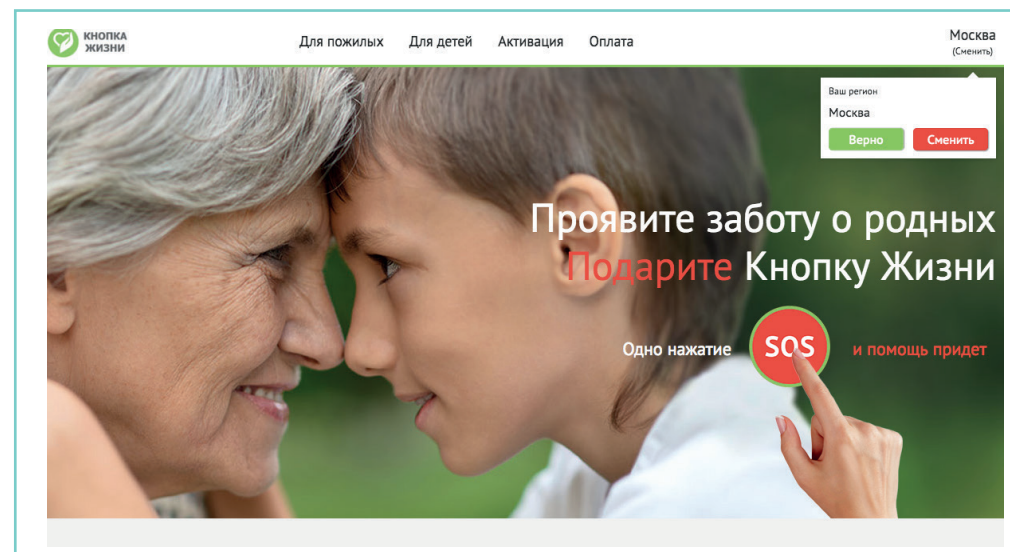 КНОПКА
ЖИЗНИ
Для пожилых Для детей Активация Оплата
Москва
(Сменить)
Ваш регион
Москва
Верно Сменить
Проявите заботу о родных
Подарите Кнопку Жизни
Одно нажатие SOS и помощь придет